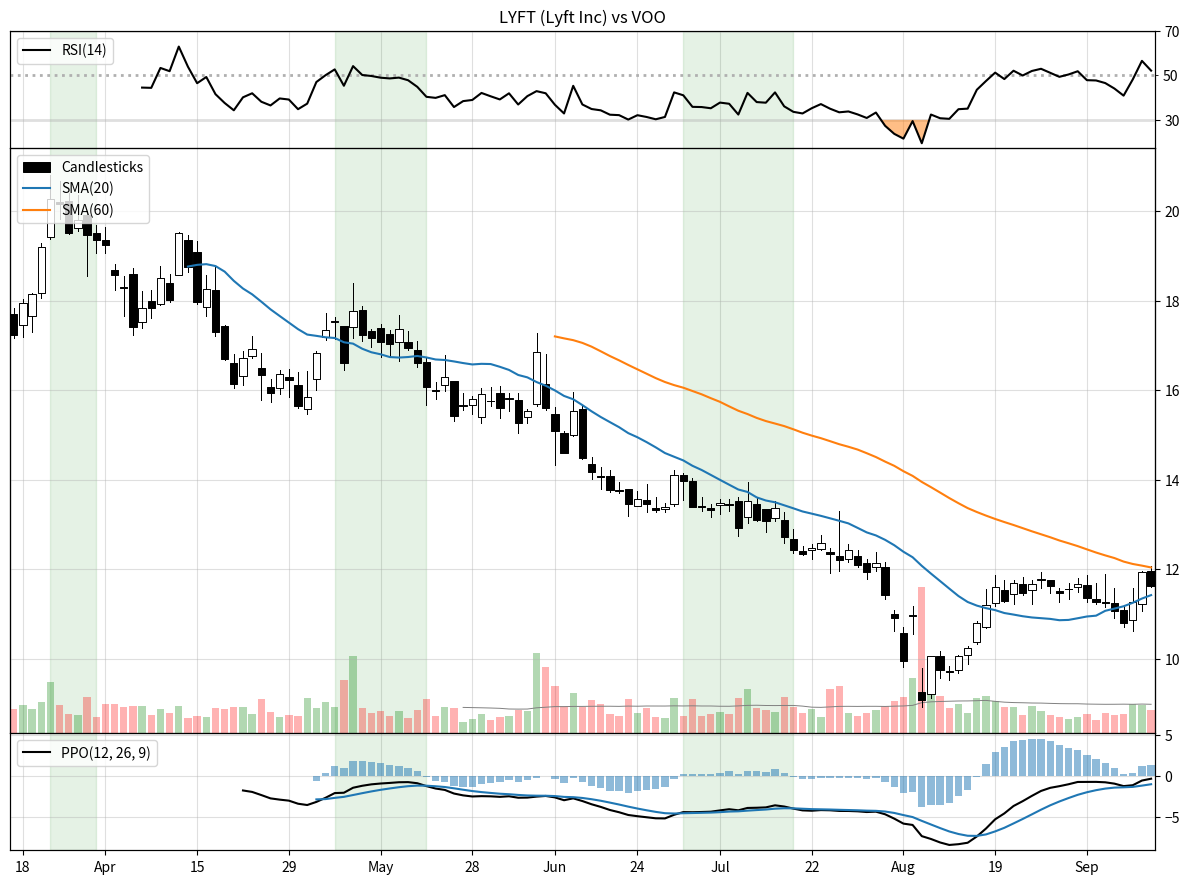 LYFT (Lyft Inc) vs VOO
RSI(14)
70
50
30
Candlesticks
SMA(20)
SMA(60)
20
18
16
14
12
10
PPO(12, 26, 9)
5
0
−5
18 Apr 15 29 May 28 Jun 24 Jul 22 Aug 19 Sep